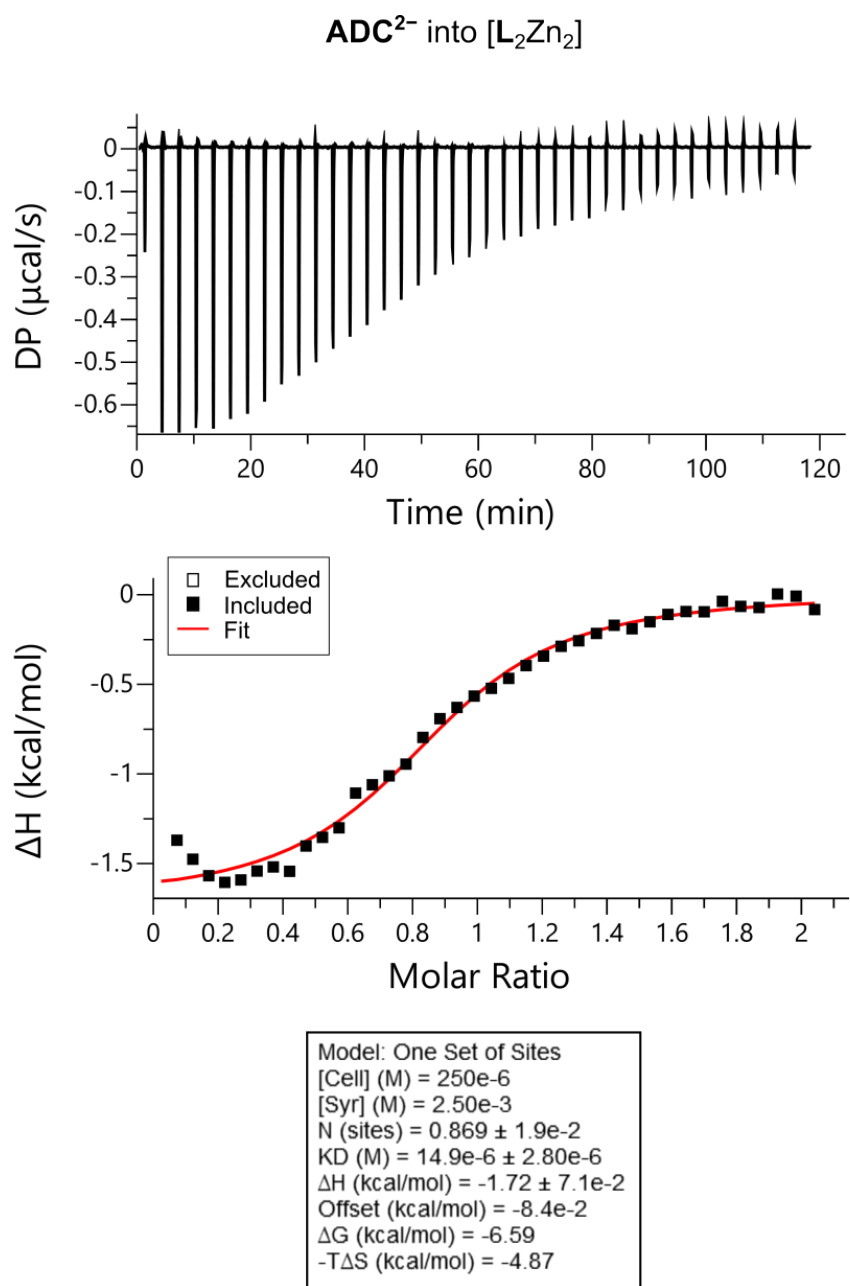 ADC²⁻ into [L₂Zn₂]
DP (µcal/s)
0
-0.1
-0.2
-0.3
-0.4
-0.5
-0.6
0 20 40 60 80 100 120
Time (min)
ΔH (kcal/mol)
0
-0.5
-1
-1.5
Excluded
Included
Fit
0 0.2 0.4 0.6 0.8 1 1.2 1.4 1.6 1.8 2
Molar Ratio
Model: One Set of Sites
[Cell] (M) = 250e-6
[Syr] (M) = 2.50e-3
N (sites) = 0.869 ± 1.9e-2
KD (M) = 14.9e-6 ± 2.80e-6
ΔH (kcal/mol) = -1.72 ± 7.1e-2
Offset (kcal/mol) = -8.4e-2
ΔG (kcal/mol) = -6.59
-TΔS (kcal/mol) = -4.87